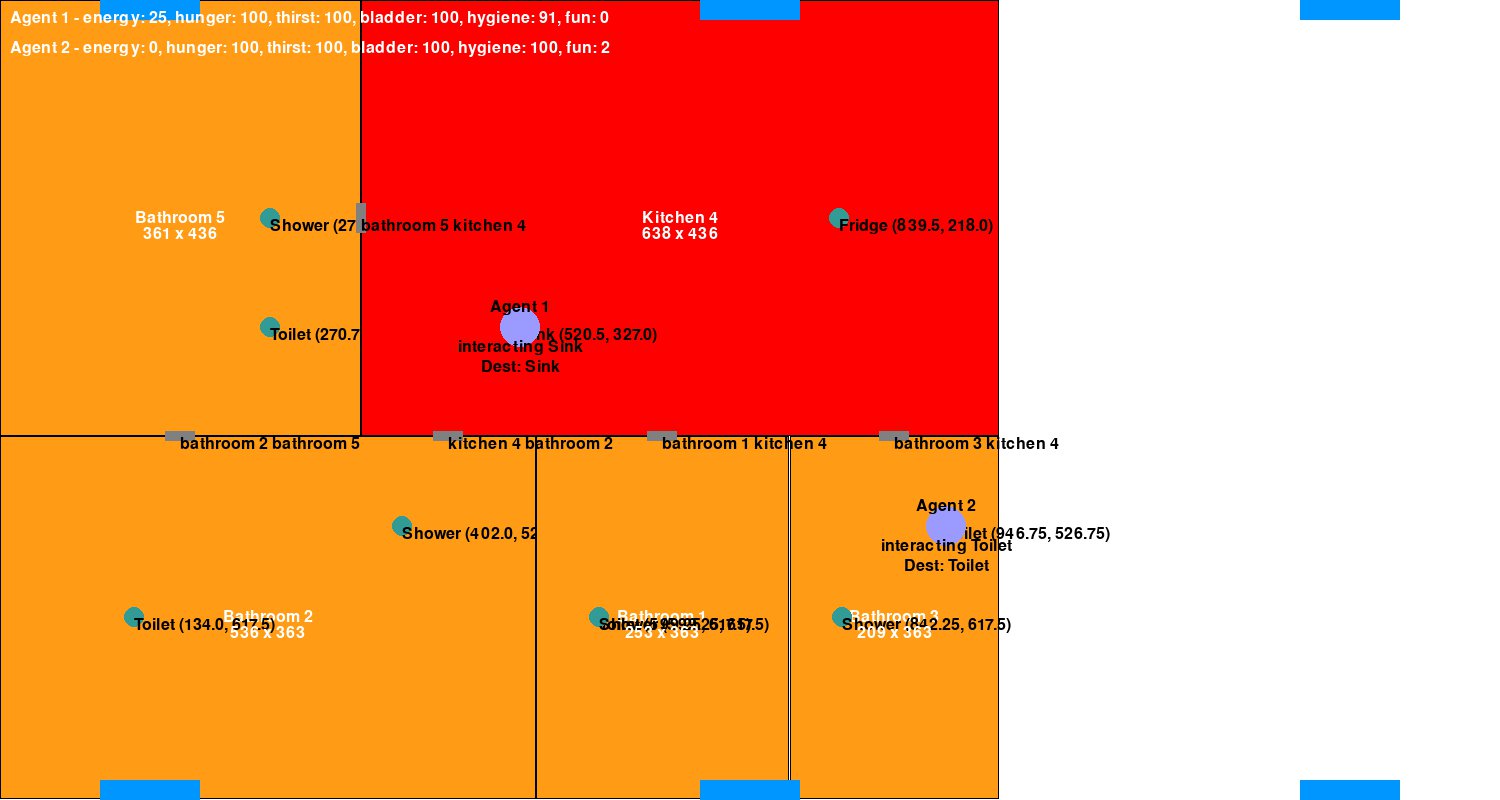 Agent 1 - energy: 25, hunger: 100, thirst: 100, bladder: 100, hygiene: 91, fun: 0
Agent 2 - energy: 0, hunger: 100, thirst: 100, bladder: 100, hygiene: 100, fun: 2
Bathroom 5
361 x 436
Shower (27
bathroom 5 kitchen 4
Kitchen 4
638 x 436
Fridge (839.5, 218.0)
Agent 1
Toilet (270.7
(520.5, 327.0)
interacting Sink
Dest: Sink
bathroom 2 bathroom 5
kitchen 4 bathroom 2
bathroom 1 kitchen 4
bathroom 3 kitchen 4
Agent 2
Shower (402.0, 52
(946.75, 526.75)
interacting Toilet
Dest: Toilet
Bathroom 2
Toilet (134.0, 617.5)
536 x 363
Bathroom 1
253 x 363
Bathroom 3
Shower (842.25, 617.5)
209 x 363